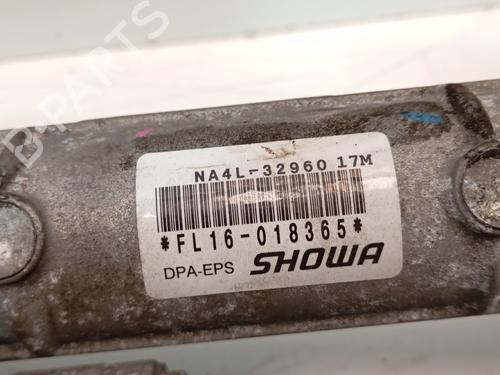 NA4L-32960 17M
*FL16-018365*
DPA-EPS SHOWA
B-PARTS